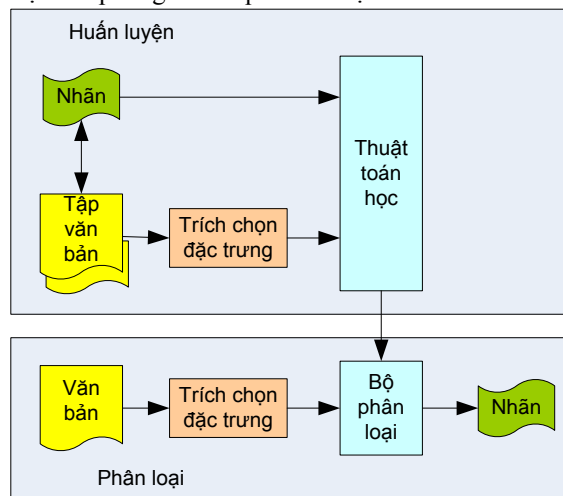 Huấn luyện
Nhãn
Thuật
toán
học
Tập
văn
bản
Trích chọn
đặc trưng
Văn
bản
Trích chọn
đặc trưng
Bộ
phân
loại
Nhãn
Phân loại